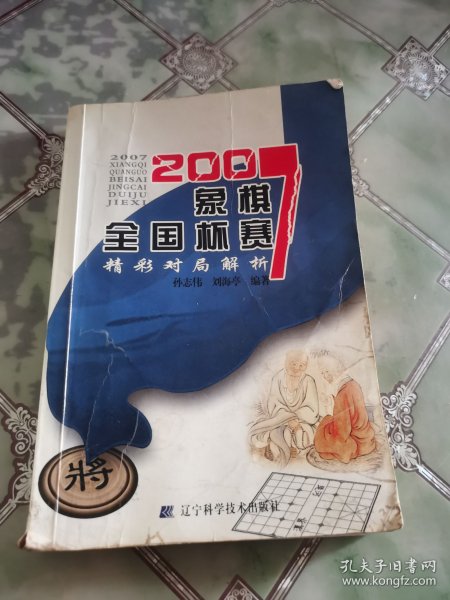 2007
XIANGQI
QUANGUO
BEISAI
JINGCAI
DUIJU
JIEXI
2007
象棋
全国杯赛
精彩对局解析
孙志伟 刘海亭 编著
將
辽宁科学技术出版社
孔夫子旧书网
www.kongfz.com